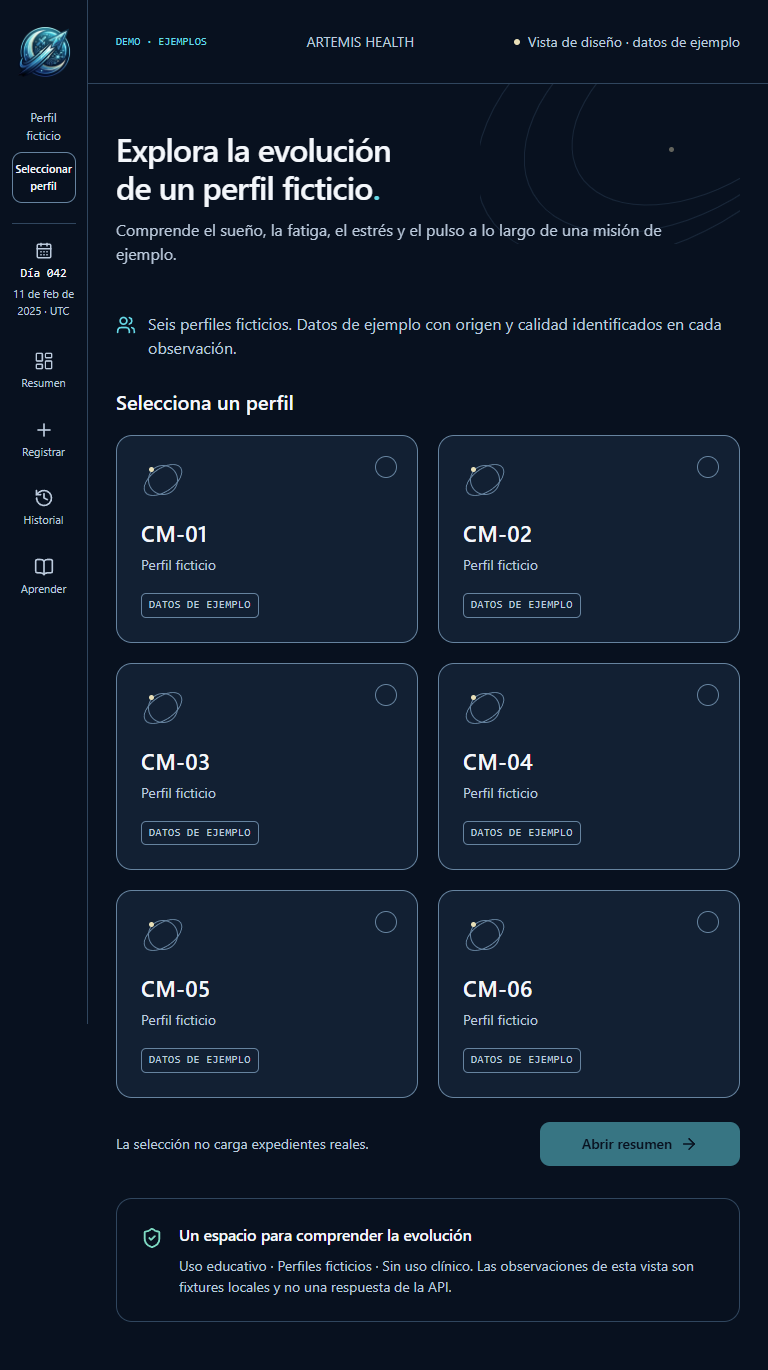 DEMO · EJEMPLOS
ARTEMIS HEALTH
Vista de diseño · datos de ejemplo
Perfil
ficticio
Seleccionar
perfil
Día 042
11 de feb de
2025 · UTC
Resumen
Registrar
Historial
Aprender
Explora la evolución
de un perfil ficticio.
Comprende el sueño, la fatiga, el estrés y el pulso a lo largo de una misión de
ejemplo.
Seis perfiles ficticios. Datos de ejemplo con origen y calidad identificados en cada
observación.
Selecciona un perfil
CM-01
Perfil ficticio
DATOS DE EJEMPLO
CM-02
Perfil ficticio
DATOS DE EJEMPLO
CM-03
Perfil ficticio
DATOS DE EJEMPLO
CM-04
Perfil ficticio
DATOS DE EJEMPLO
CM-05
Perfil ficticio
DATOS DE EJEMPLO
CM-06
Perfil ficticio
DATOS DE EJEMPLO
La selección no carga expedientes reales.
Abrir resumen
Un espacio para comprender la evolución
Uso educativo · Perfiles ficticios · Sin uso clínico. Las observaciones de esta vista son
fixtures locales y no una respuesta de la API.